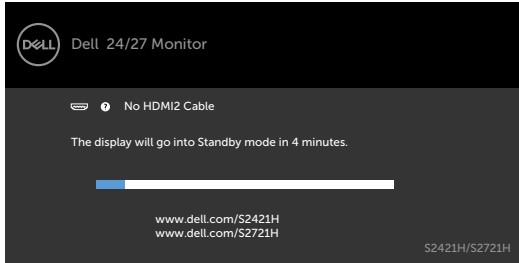 DELL
Dell 24/27 Monitor
? No HDMI2 Cable
The display will go into Standby mode in 4 minutes.
www.dell.com/S2421H
www.dell.com/S2721H
S2421H/S2721H